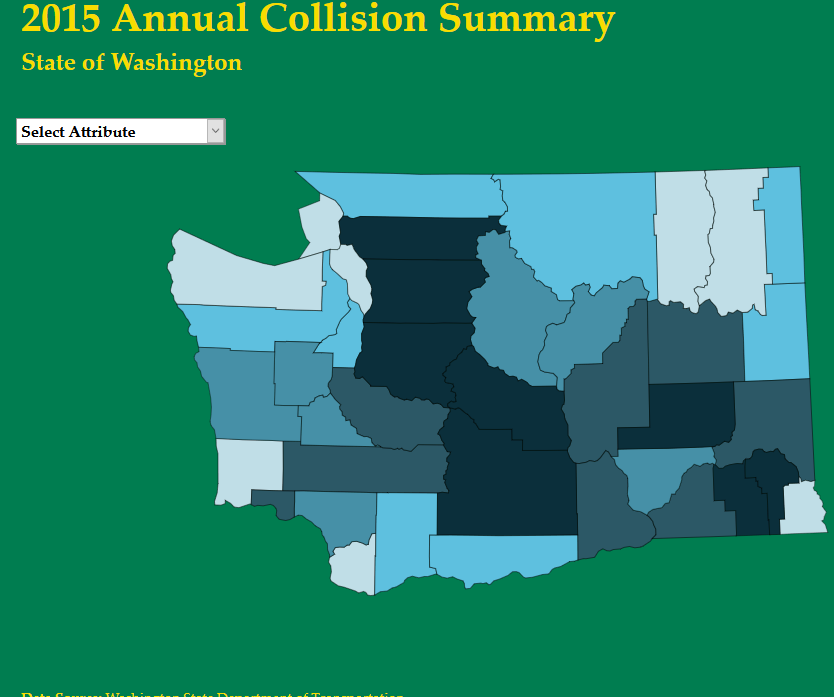 2015 Annual Collision Summary
State of Washington
Select Attribute
Data Source: Washington State Department of Transportation